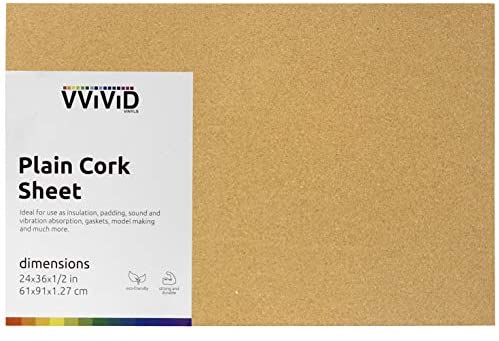 VViViD
VINYLS
Plain Cork
Sheet
Ideal for use as insulation, padding, sound and
vibration absorption, gaskets, model making
and much more.
dimensions
24x36x1/2 in
61x91x1.27 cm
eco-friendly
strong and
durable